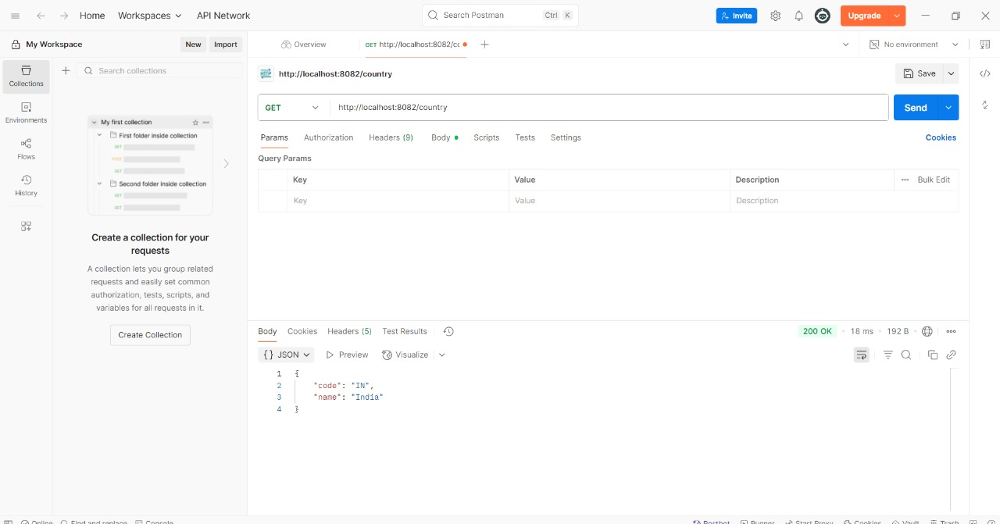 Home Workspaces API Network Search Postman Ctrl K Invite Upgrade
My Workspace New Import Overview GET http://localhost:8082/cc No environment
Collections
Environments
Flows
History
Search collections
My first collection
First folder inside collection
GET
POST
GET
Second folder inside collection
GET
GET
Create a collection for your
requests
A collection lets you group related
requests and easily set common
authorization, tests, scripts, and
variables for all requests in it.
Create Collection
HTTP http://localhost:8082/country Save
GET http://localhost:8082/country Send
Params Authorization Headers (9) Body Scripts Tests Settings Cookies
Query Params
Key Value Description Bulk Edit
Key Value Description
Body Cookies Headers (5) Test Results 200 OK 18 ms 192 B
{} JSON Preview Visualize
1 {
2 "code": "IN",
3 "name": "India"
4 }
Online Find and replace Console Postbot Runner Start Proxy Cookies Vault Trash